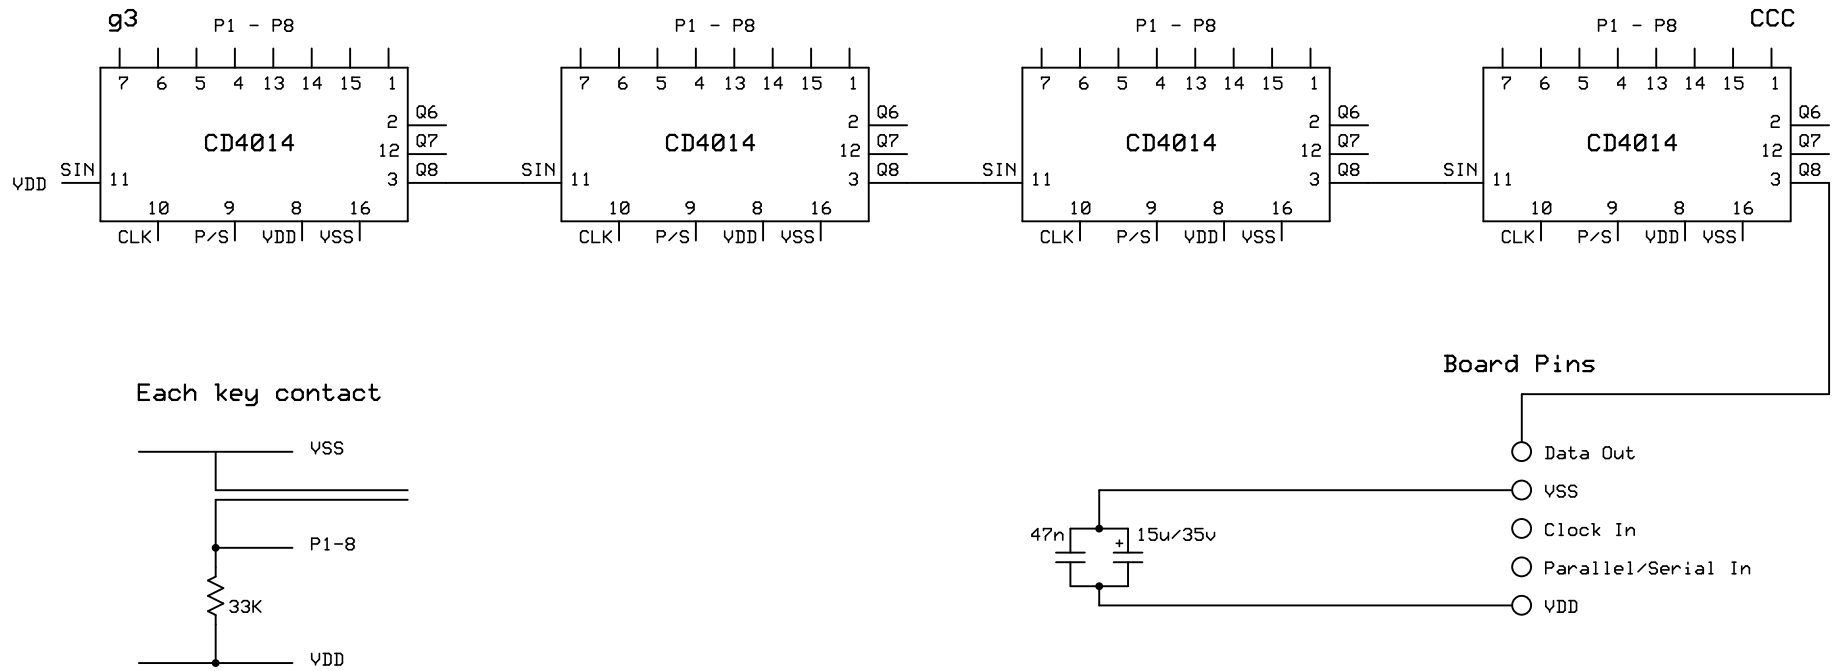 g3 P1 - P8 P1 - P8 P1 - P8 P1 - P8 CCC
7 6 5 4 13 14 15 1 7 6 5 4 13 14 15 1 7 6 5 4 13 14 15 1 7 6 5 4 13 14 15 1
Q6 Q6 Q6 Q6
2 2 2 2
CD4014 Q7 CD4014 Q7 CD4014 Q7 CD4014 Q7
12 12 12 12
SIN Q8 SIN Q8 SIN Q8 SIN Q8
VDD 11 3 11 3 11 3 11 3
10 9 8 16 10 9 8 16 10 9 8 16 10 9 8 16
CLK P/S VDD VSS CLK P/S VDD VSS CLK P/S VDD VSS CLK P/S VDD VSS
Each key contact
VSS
P1-8
33K
VDD
47n + 15u/35v
Board Pins
Data Out
VSS
Clock In
Parallel/Serial In
VDD